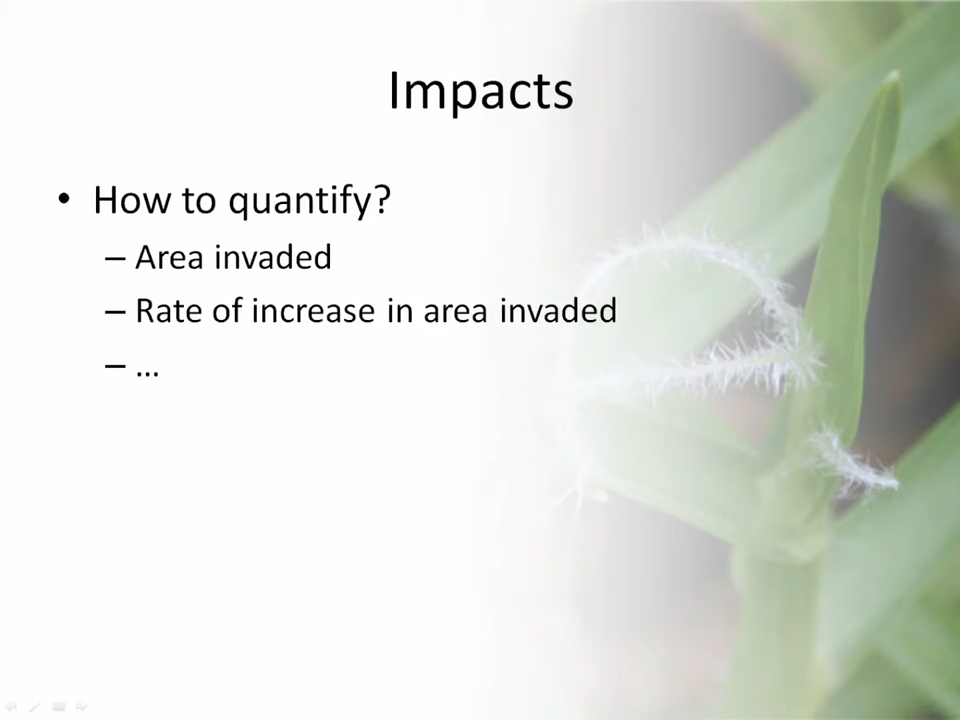 Impacts
• How to quantify?
– Area invaded
– Rate of increase in area invaded
– …